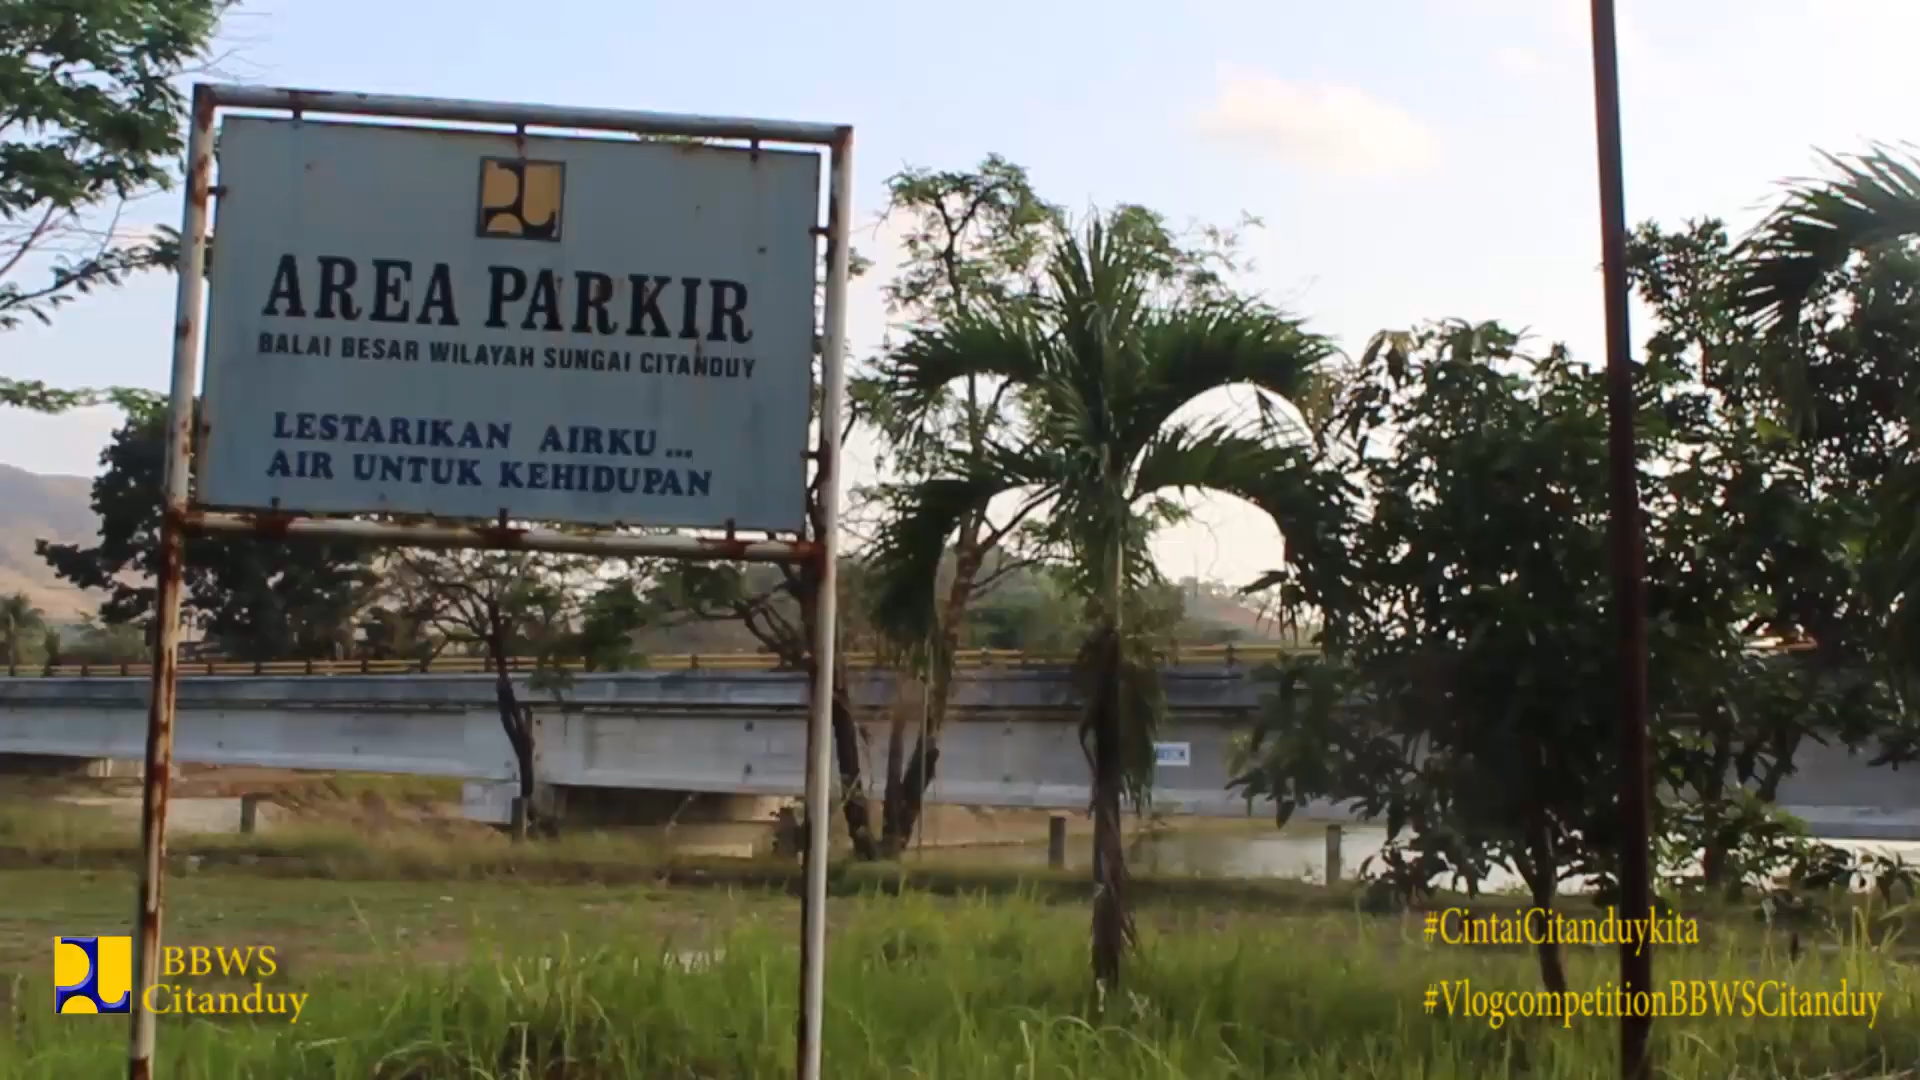 AREA PARKIR
BALAI BESAR WILAYAH SUNGAI CITANDUY
LESTARIKAN AIRKU...
AIR UNTUK KEHIDUPAN
BBWS
Citanduy
#CintaiCitanduykita
#VlogcompetitionBBWSCitanduy